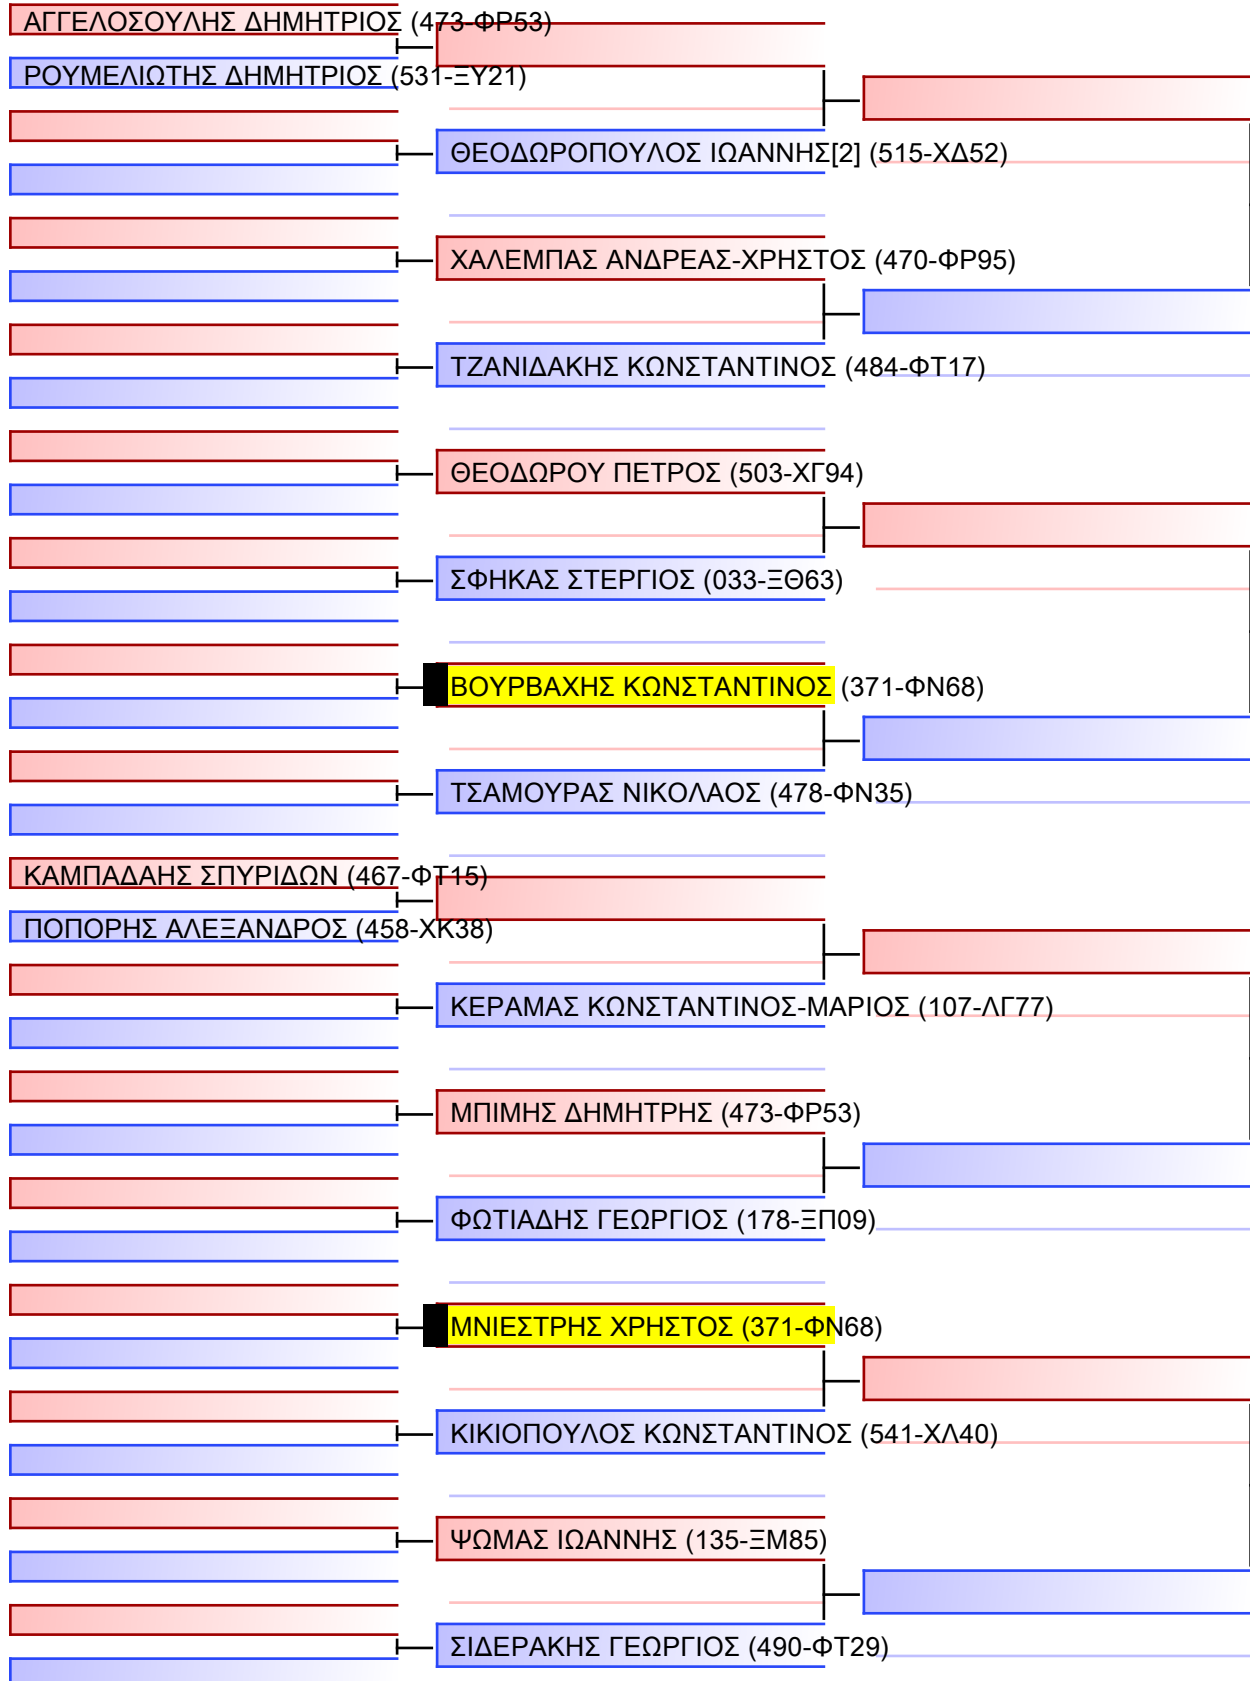 ΑΓΓΕΛΟΣΟΥΛΗΣ ΔΗΜΗΤΡΙΟΣ (473-ΦΡ53)
ΡΟΥΜΕΛΙΩΤΗΣ ΔΗΜΗΤΡΙΟΣ (531-ΞΥ21)
ΘΕΟΔΩΡΟΠΟΥΛΟΣ ΙΩΑΝΝΗΣ[2] (515-ΧΔ52)
ΧΑΛΕΜΠΑΣ ΑΝΔΡΕΑΣ-ΧΡΗΣΤΟΣ (470-ΦΡ95)
ΤΖΑΝΙΔΑΚΗΣ ΚΩΝΣΤΑΝΤΙΝΟΣ (484-ΦΤ17)
ΘΕΟΔΩΡΟΥ ΠΕΤΡΟΣ (503-ΧΓ94)
ΣΦΗΚΑΣ ΣΤΕΡΓΙΟΣ (033-ΞΘ63)
ΒΟΥΡΒΑΧΗΣ ΚΩΝΣΤΑΝΤΙΝΟΣ (371-ΦΝ68)
ΤΣΑΜΟΥΡΑΣ ΝΙΚΟΛΑΟΣ (478-ΦΝ35)
ΚΑΜΠΑΔΑΗΣ ΣΠΥΡΙΔΩΝ (467-ΦΤ15)
ΠΟΠΟΡΗΣ ΑΛΕΞΑΝΔΡΟΣ (458-ΧΚ38)
ΚΕΡΑΜΑΣ ΚΩΝΣΤΑΝΤΙΝΟΣ-ΜΑΡΙΟΣ (107-ΛΓ77)
ΜΠΙΜΗΣ ΔΗΜΗΤΡΗΣ (473-ΦΡ53)
ΦΩΤΙΑΔΗΣ ΓΕΩΡΓΙΟΣ (178-ΞΠ09)
ΜΝΙΕΣΤΡΗΣ ΧΡΗΣΤΟΣ (371-ΦΝ68)
ΚΙΚΙΟΠΟΥΛΟΣ ΚΩΝΣΤΑΝΤΙΝΟΣ (541-ΧΛ40)
ΨΩΜΑΣ ΙΩΑΝΝΗΣ (135-ΞΜ85)
ΣΙΔΕΡΑΚΗΣ ΓΕΩΡΓΙΟΣ (490-ΦΤ29)